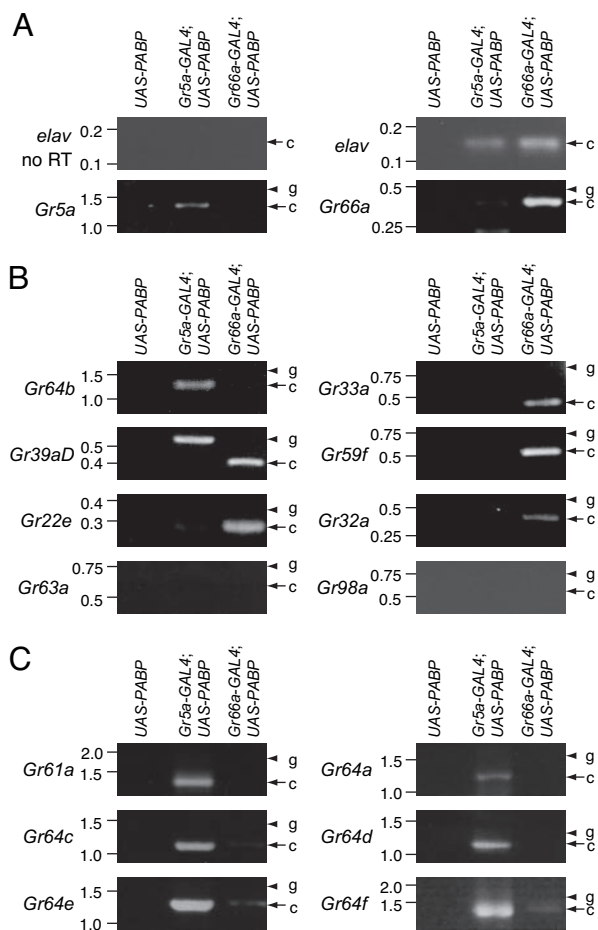 A
UAS-PABP
Gr5a-GAL4;
UAS-PABP
Gr66a-GAL4;
UAS-PABP
UAS-PABP
Gr5a-GAL4;
UAS-PABP
Gr66a-GAL4;
UAS-PABP
elav
no RT
0.2
0.1
c
elav
0.2
0.1
c
Gr5a
1.5
1.0
g
c
Gr66a
0.5
0.25
g
c
B
UAS-PABP
Gr5a-GAL4;
UAS-PABP
Gr66a-GAL4;
UAS-PABP
UAS-PABP
Gr5a-GAL4;
UAS-PABP
Gr66a-GAL4;
UAS-PABP
Gr64b
1.5
1.0
g
c
Gr33a
0.75
0.5
g
c
Gr39aD
0.5
0.4
g
c
Gr59f
0.75
0.5
g
c
Gr22e
0.4
0.3
g
c
Gr32a
0.5
0.25
g
c
Gr63a
0.75
0.5
g
c
Gr98a
0.75
0.5
g
c
C
UAS-PABP
Gr5a-GAL4;
UAS-PABP
Gr66a-GAL4;
UAS-PABP
UAS-PABP
Gr5a-GAL4;
UAS-PABP
Gr66a-GAL4;
UAS-PABP
Gr61a
2.0
1.5
g
c
Gr64a
1.5
1.0
g
c
Gr64c
1.5
1.0
g
c
Gr64d
1.5
1.0
g
c
Gr64e
1.5
1.0
g
c
Gr64f
2.0
1.5
g
c